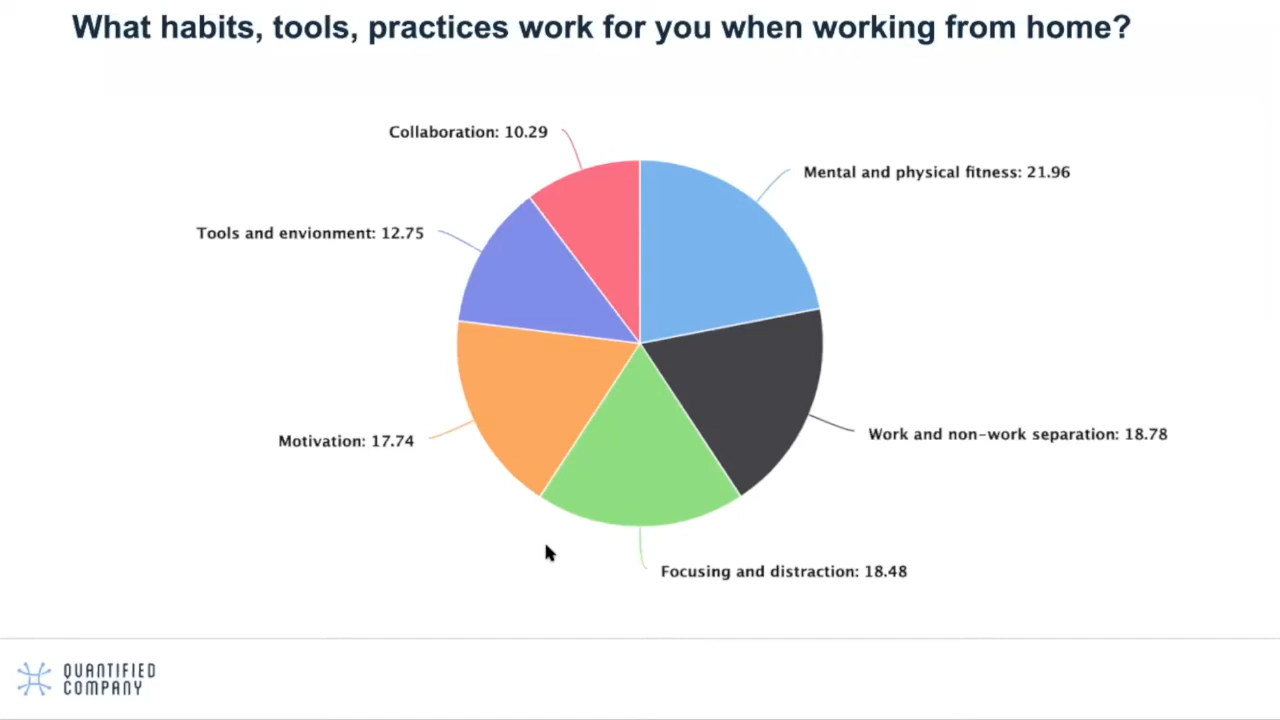 What habits, tools, practices work for you when working from home?
Collaboration: 10.29
Mental and physical fitness: 21.96
Tools and envionment: 12.75
Work and non-work separation: 18.78
Motivation: 17.74
Focusing and distraction: 18.48
QUANTIFIED
COMPANY